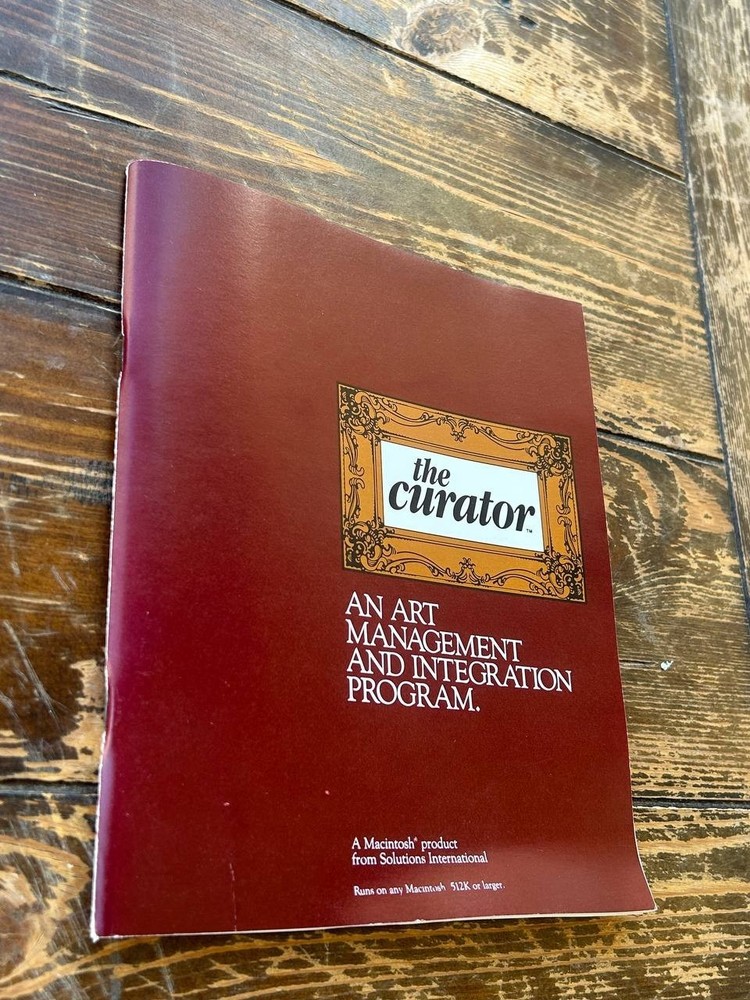 the
curator™
AN ART
MANAGEMENT
AND INTEGRATION
PROGRAM.
A Macintosh® product
from Solutions International
Runs on any Macintosh 512K or larger.